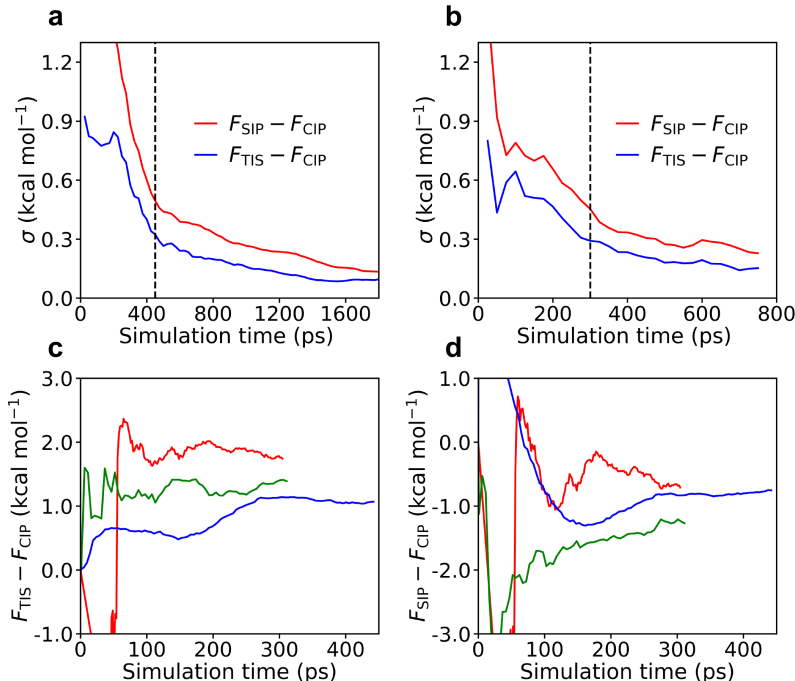 a
b
σ (kcal mol⁻¹)
1.2
0.9
0.6
0.3
0.0
F_SIP − F_CIP
F_TIS − F_CIP
0 400 800 1200 1600
Simulation time (ps)
σ (kcal mol⁻¹)
1.2
0.9
0.6
0.3
0.0
F_SIP − F_CIP
F_TIS − F_CIP
0 200 400 600 800
Simulation time (ps)
c
d
F_TIS − F_CIP (kcal mol⁻¹)
3.0
2.0
1.0
0.0
-1.0
0 100 200 300 400
Simulation time (ps)
F_SIP − F_CIP (kcal mol⁻¹)
1.0
0.0
-1.0
-2.0
-3.0
0 100 200 300 400
Simulation time (ps)